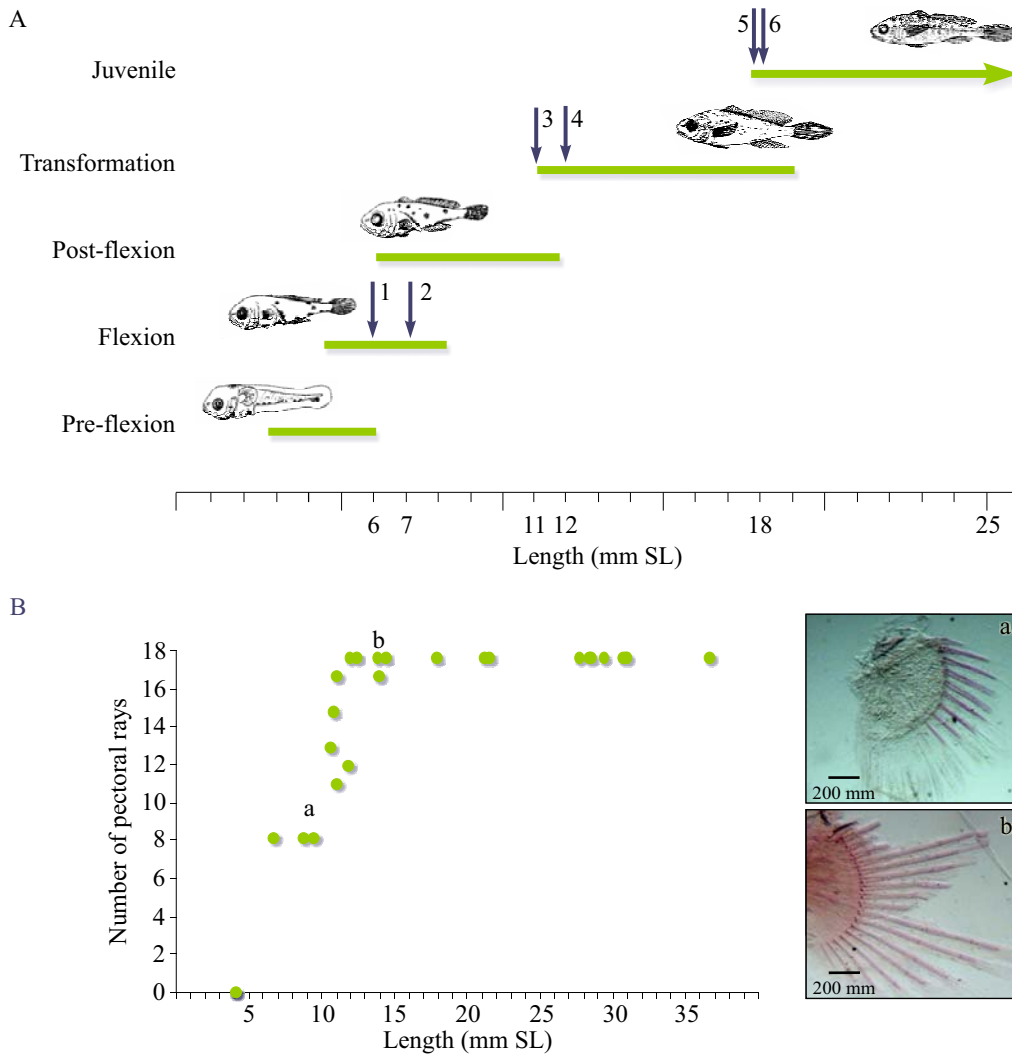 A
5 6
Juvenile
3 4
Transformation
Post-flexion
1 2
Flexion
Pre-flexion
6 7 11 12 18 25
Length (mm SL)
B
18
16
14
12
10
8
6
4
2
0
Number of pectoral rays
b
a
5 10 15 20 25 30 35
Length (mm SL)
a
200 mm
b
200 mm